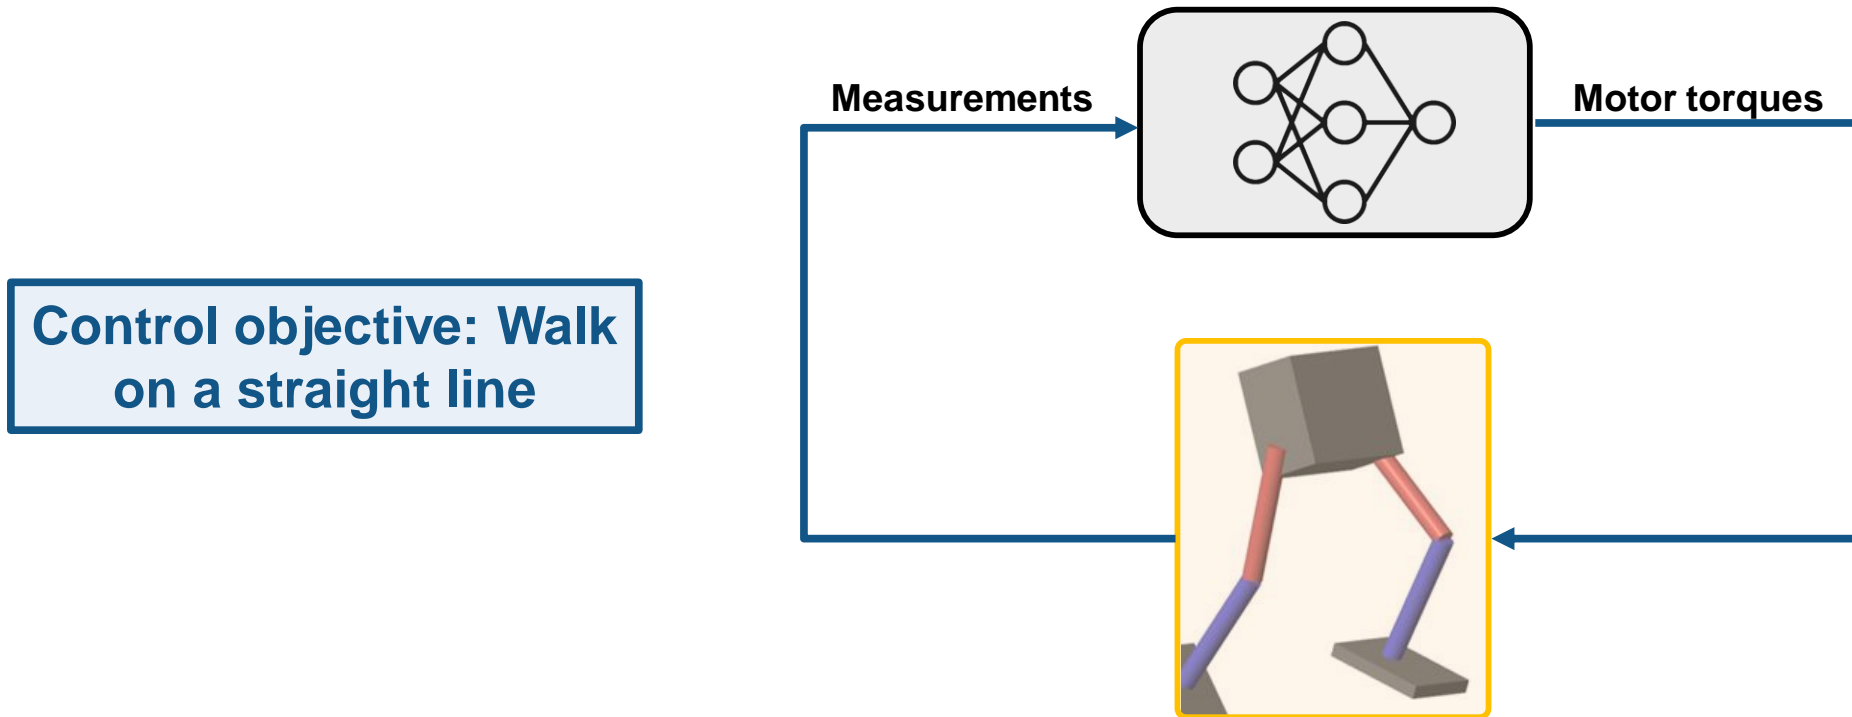 Measurements
Motor torques
Control objective: Walk
on a straight line